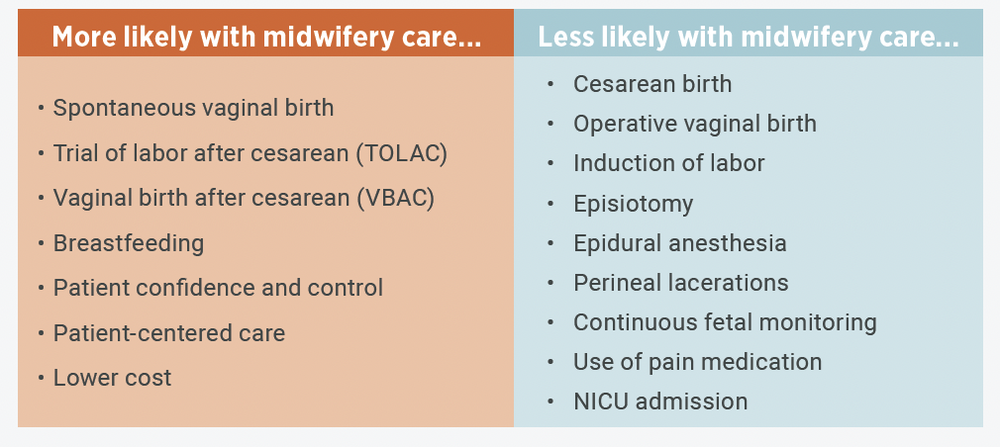 More likely with midwifery care...
• Spontaneous vaginal birth
• Trial of labor after cesarean (TOLAC)
• Vaginal birth after cesarean (VBAC)
• Breastfeeding
• Patient confidence and control
• Patient-centered care
• Lower cost
Less likely with midwifery care...
• Cesarean birth
• Operative vaginal birth
• Induction of labor
• Episiotomy
• Epidural anesthesia
• Perineal lacerations
• Continuous fetal monitoring
• Use of pain medication
• NICU admission